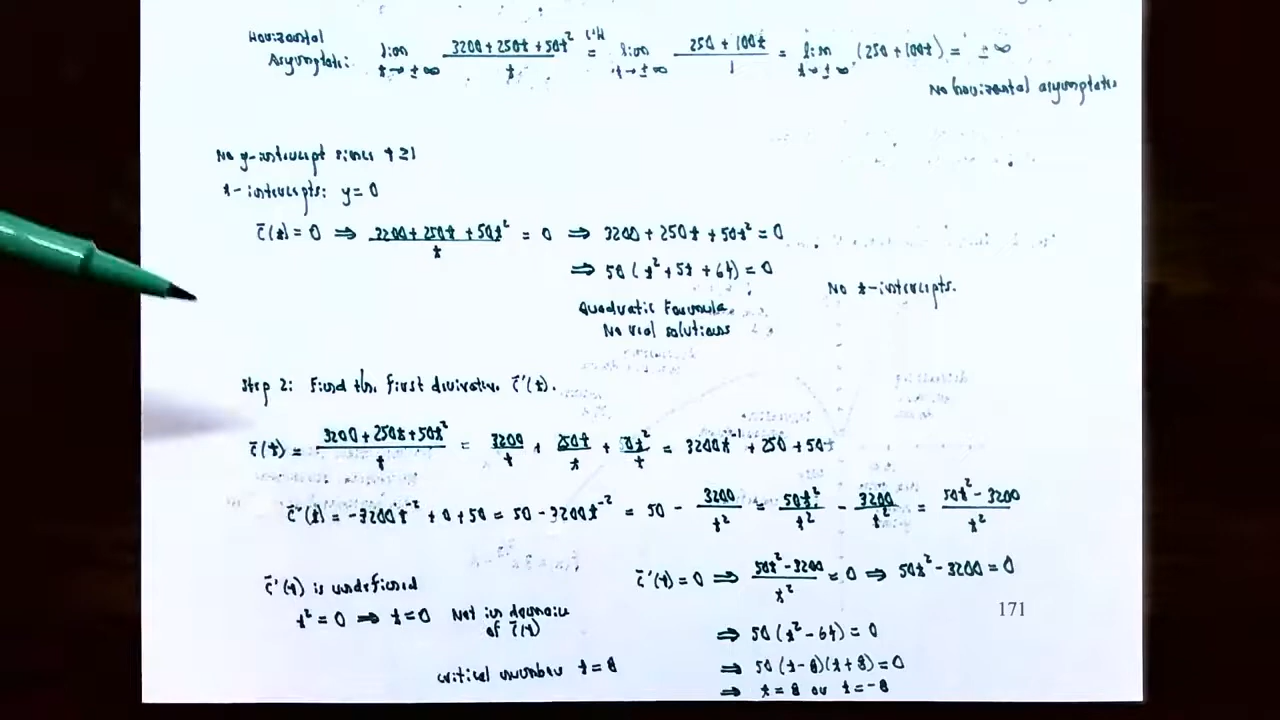 Horizontal
Asymptote: lim t→±∞ (3200+250t+50t²)/t =^{L'H} lim t→±∞ (250+100t)/1 = lim t→±∞ (250+100t) = ±∞
No horizontal asymptotes
No y-intercept since t≥1
t-intercepts: y=0
C̄(t)=0 ⇒ (3200+250t+50t²)/t = 0 ⇒ 3200+250t+50t²=0
⇒ 50(t²+5t+64)=0
No t-intercepts.
Quadratic Formula
No real solutions
Step 2: Find the first derivative C̄'(t).
C̄(t) = (3200+250t+50t²)/t = 3200/t + 250t/t + 50t²/t = 3200t⁻¹+250+50t
C̄'(t) = -3200t⁻²+0+50 = 50-3200t⁻² = 50 - 3200/t² = 50t²/t² - 3200/t² = (50t²-3200)/t²
C̄'(t) is undefined
t²=0 ⇒ t=0 Not in domain
of C̄(t)
C̄'(t)=0 ⇒ (50t²-3200)/t² = 0 ⇒ 50t²-3200=0
171
⇒ 50(t²-64)=0
⇒ 50(t-8)(t+8)=0
⇒ t=8 or t=-8
critical number t=8